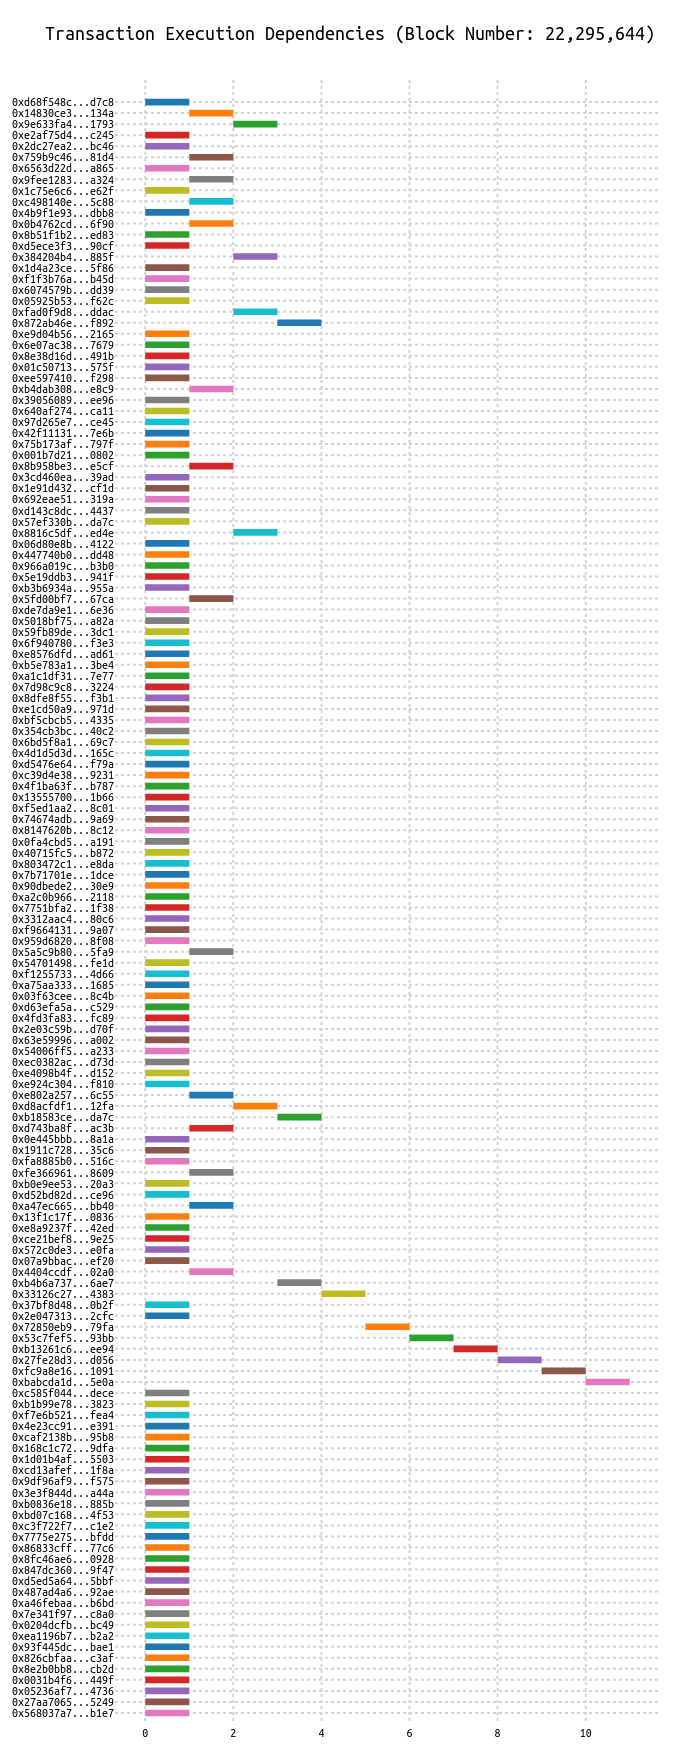 Transaction Execution Dependencies (Block Number: 22,295,644)
0xd68f548c...d7c8
0x14830ce3...134a
0x9e633fa4...1793
0xe2af75d4...c245
0x2dc27ea2...bc46
0x759b9c46...81d4
0x6563d22d...a865
0x9fee1283...a324
0x1c75e6c6...e62f
0xc498140e...5c88
0x4b9f1e93...dbb8
0x0b4762cd...6f90
0x8b51f1b2...ed83
0xd5ece3f3...90cf
0x384204b4...885f
0x1d4a23ce...5f86
0xf1f3b76a...b45d
0x6074579b...dd39
0x05925b53...f62c
0xfad0f9d8...ddac
0x872ab46e...f892
0xe9d04b56...2165
0x6e07ac38...7679
0x8e38d16d...491b
0x01c50713...575f
0xee597410...f298
0xb4dab308...e8c9
0x39056089...ee96
0x640af274...ca11
0x97d265e7...ce45
0x42f11131...7e6b
0x75b173af...797f
0x001b7d21...0802
0x8b958be3...e5cf
0x3cd460ea...39ad
0x1e91d432...cf1d
0x692eae51...319a
0xd143c8dc...4437
0x57ef330b...da7c
0x8816c5df...ed4e
0x06d80e8b...4122
0x447740b0...dd48
0x966a019c...b3b0
0x5e19ddb3...941f
0xb3b6934a...955a
0x5fd00bf7...67ca
0xde7da9e1...6e36
0x5018bf75...a82a
0x59fb89de...3dc1
0x6f940780...f3e3
0xe8576dfd...ad61
0xb5e783a1...3be4
0xa1c1df31...7e77
0x7d98c9c8...3224
0x8dfe8f55...f3b1
0xe1cd50a9...971d
0xbf5cbcb5...4335
0x354cb3bc...40c2
0x6bd5f8a1...69c7
0x4d1d5d3d...165c
0xd5476e64...f79a
0xc39d4e38...9231
0x4f1ba63f...b787
0x13555700...1b66
0xf5ed1aa2...8c01
0x74674adb...9a69
0x8147620b...8c12
0x0fa4cbd5...a191
0x40715fc5...b872
0x803472c1...e8da
0x7b71701e...1dce
0x90dbede2...30e9
0xa2c0b966...2118
0x7751bfa2...1f38
0x3312aac4...80c6
0xf9664131...9a07
0x959d6820...8f08
0x5a5c9b80...5fa9
0x54701498...fe1d
0xf1255733...4d66
0xa75aa333...1685
0x03f63cee...8c4b
0xd63efa5a...c529
0x4fd3fa83...fc89
0x2e03c59b...d70f
0x63e59996...a002
0x54006ff5...a233
0xec0382ac...d73d
0xe4098b4f...d152
0xe924c304...f810
0xe802a257...6c55
0xd8acfdf1...12fa
0xb18583ce...da7c
0xd743ba8f...ac3b
0x0e445bbb...8a1a
0x1911c728...35c6
0xfa8885b0...516c
0xfe366961...8609
0xb0e9ee53...20a3
0xd52bd82d...ce96
0xa47ec665...bb40
0x13f1c17f...0836
0xe8a9237f...42ed
0xce21bef8...9e25
0x572c0de3...e0fa
0x07a9bbac...ef20
0x4404ccdf...02a0
0xb4b6a737...6ae7
0x33126c27...4383
0x37bf8d48...0b2f
0x2e047313...2cfc
0x72850eb9...79fa
0x53c7fef5...93bb
0xb13261c6...ee94
0x27fe28d3...d056
0xfc9a8e16...1091
0xbabcda1d...5e0a
0xc585f044...dece
0xb1b99e78...3823
0xf7e6b521...fea4
0x4e23cc91...e391
0xcaf2138b...95b8
0x168c1c72...9dfa
0x1d01b4af...5503
0xcd13afef...1f8a
0x9df96af9...f575
0x3e3f844d...a44a
0xb0836e18...885b
0xbd07c168...4f53
0xc3f722f7...c1e2
0x7775e275...bfdd
0x86833cff...77c6
0x8fc46ae6...0928
0x847dc360...9f47
0xd5ed5a64...5bbf
0x487ad4a6...92ae
0xa46febaa...b6bd
0x7e341f97...c8a0
0x0204dcfb...bc49
0xea1196b7...b2a2
0x93f445dc...bae1
0x826cbfaa...c3af
0x8e2b0bb8...cb2d
0x0031b4f6...449f
0x05236af7...4736
0x27aa7065...5249
0x568037a7...b1e7
0 2 4 6 8 10